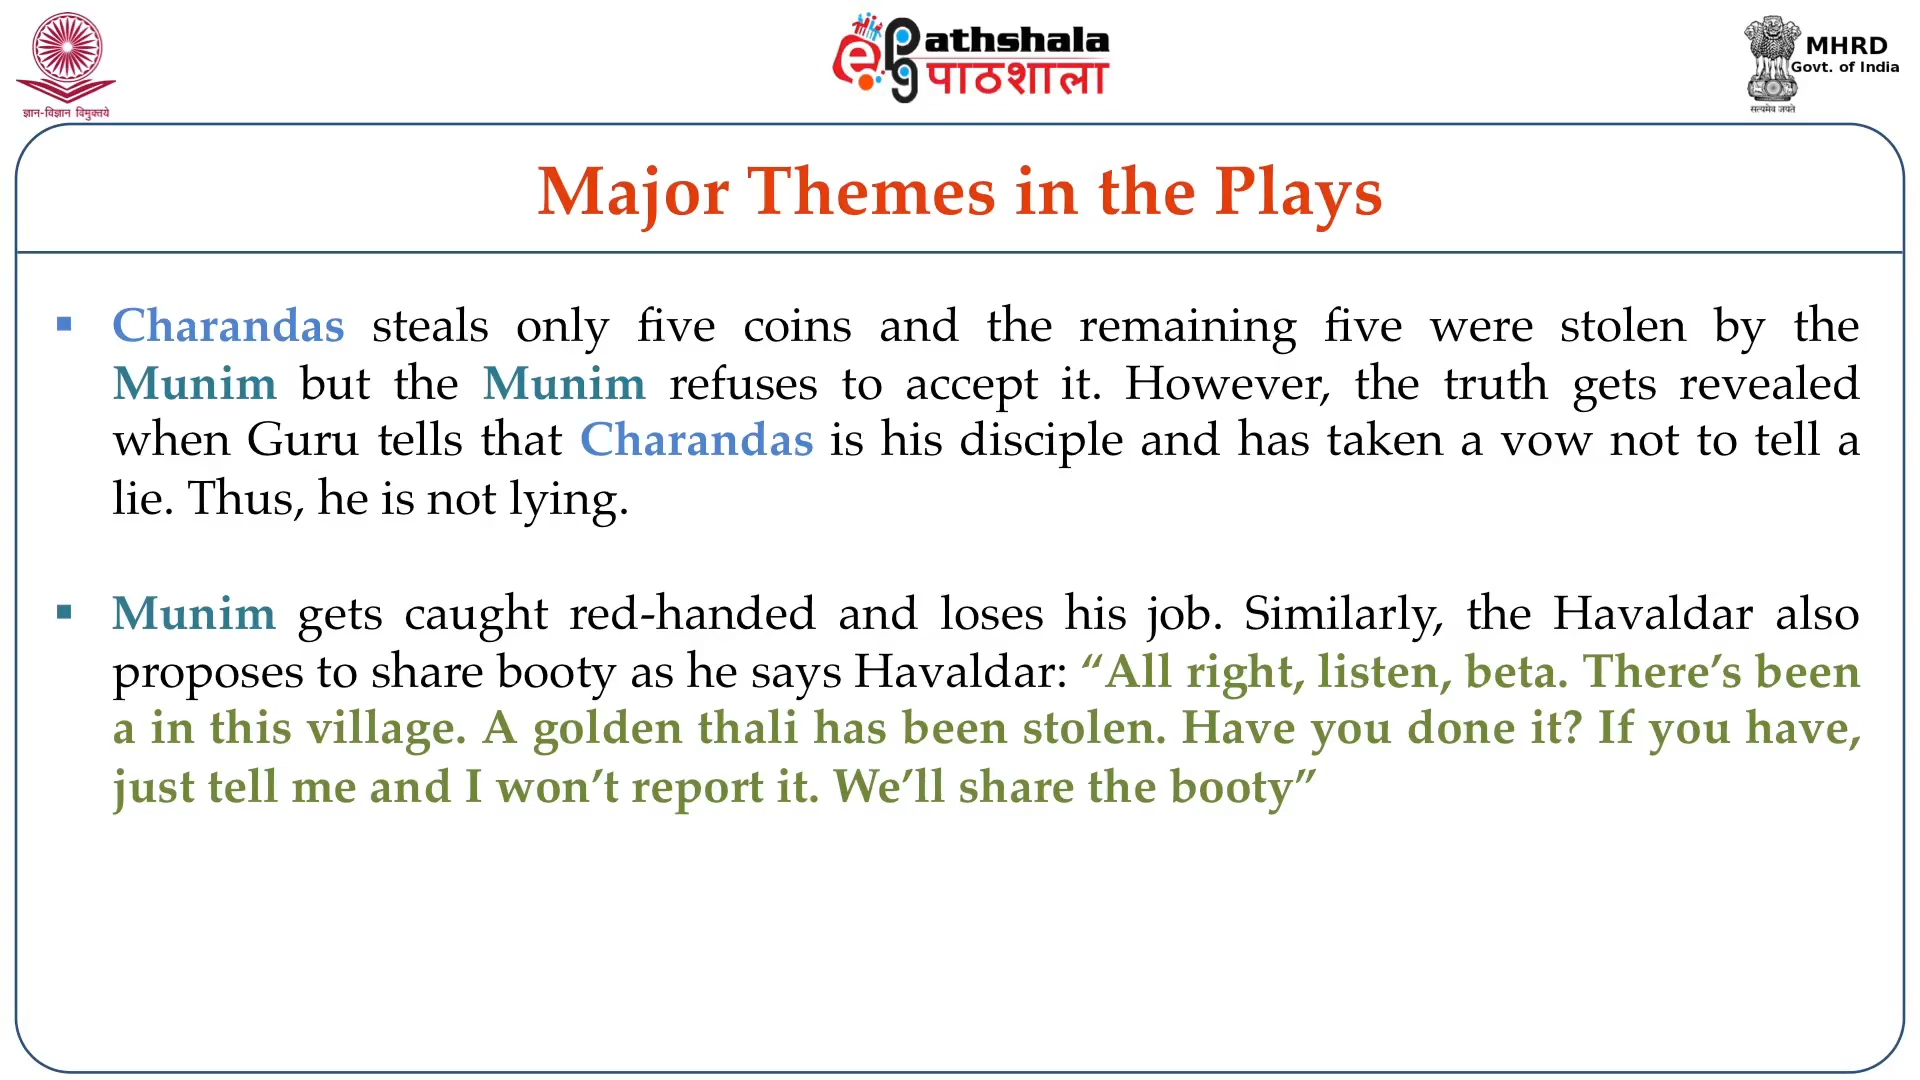 ज्ञान-विज्ञान विमुक्तये
ePG Pathshala
पाठशाला
MHRD
Govt. of India
सत्यमेव जयते
Major Themes in the Plays
▪ Charandas steals only five coins and the remaining five were stolen by the
Munim but the Munim refuses to accept it. However, the truth gets revealed
when Guru tells that Charandas is his disciple and has taken a vow not to tell a
lie. Thus, he is not lying.
▪ Munim gets caught red-handed and loses his job. Similarly, the Havaldar also
proposes to share booty as he says Havaldar: “All right, listen, beta. There’s been
a in this village. A golden thali has been stolen. Have you done it? If you have,
just tell me and I won’t report it. We’ll share the booty”